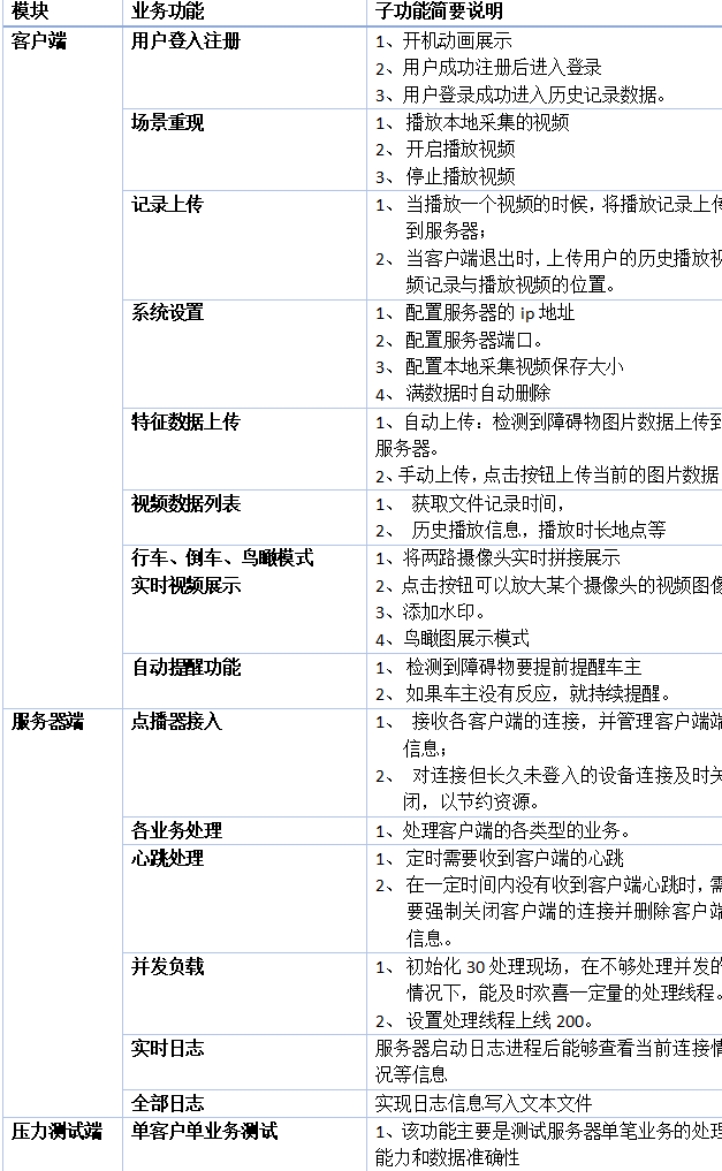 模块 业务功能 子功能简要说明
客户端 用户登入注册 1、开机动画展示
2、用户成功注册后进入登录
3、用户登录成功进入历史记录数据。
场景重现 1、 播放本地采集的视频
2、 开启播放视频
3、 停止播放视频
记录上传 1、 当播放一个视频的时候，将播放记录上传
到服务器；
2、 当客户端退出时，上传用户的历史播放视
频记录与播放视频的位置。
系统设置 1、 配置服务器的 ip 地址
2、 配置服务器端口。
3、 配置本地采集视频保存大小
4、 满数据时自动删除
特征数据上传 1、自动上传：检测到障碍物图片数据上传到
服务器。
2、手动上传，点击按钮上传当前的图片数据
视频数据列表 1、 获取文件记录时间，
2、 历史播放信息，播放时长地点等
行车、倒车、鸟瞰模式 1、将两路摄像头实时拼接展示
实时视频展示 2、点击按钮可以放大某个摄像头的视频图像
3、添加水印。
4、鸟瞰图展示模式
自动提醒功能 1、 检测到障碍物要提前提醒车主
2、 如果车主没有反应，就持续提醒。
服务器端 点播器接入 1、 接收各客户端的连接，并管理客户端端
信息；
2、 对连接但长久未登入的设备连接及时关
闭，以节约资源。
各业务处理 1、处理客户端的各类型的业务。
心跳处理 1、 定时需要收到客户端的心跳
2、 在一定时间内没有收到客户端心跳时，需
要强制关闭客户端的连接并删除客户端
信息。
并发负载 1、 初始化 30 处理现场，在不够处理并发的
情况下，能及时欢喜一定量的处理线程。
2、 设置处理线程上线 200。
实时日志 服务器启动日志进程后能够查看当前连接情
况等信息
全部日志 实现日志信息写入文本文件
压力测试端 单客户单业务测试 1、该功能主要是测试服务器单笔业务的处理
能力和数据准确性